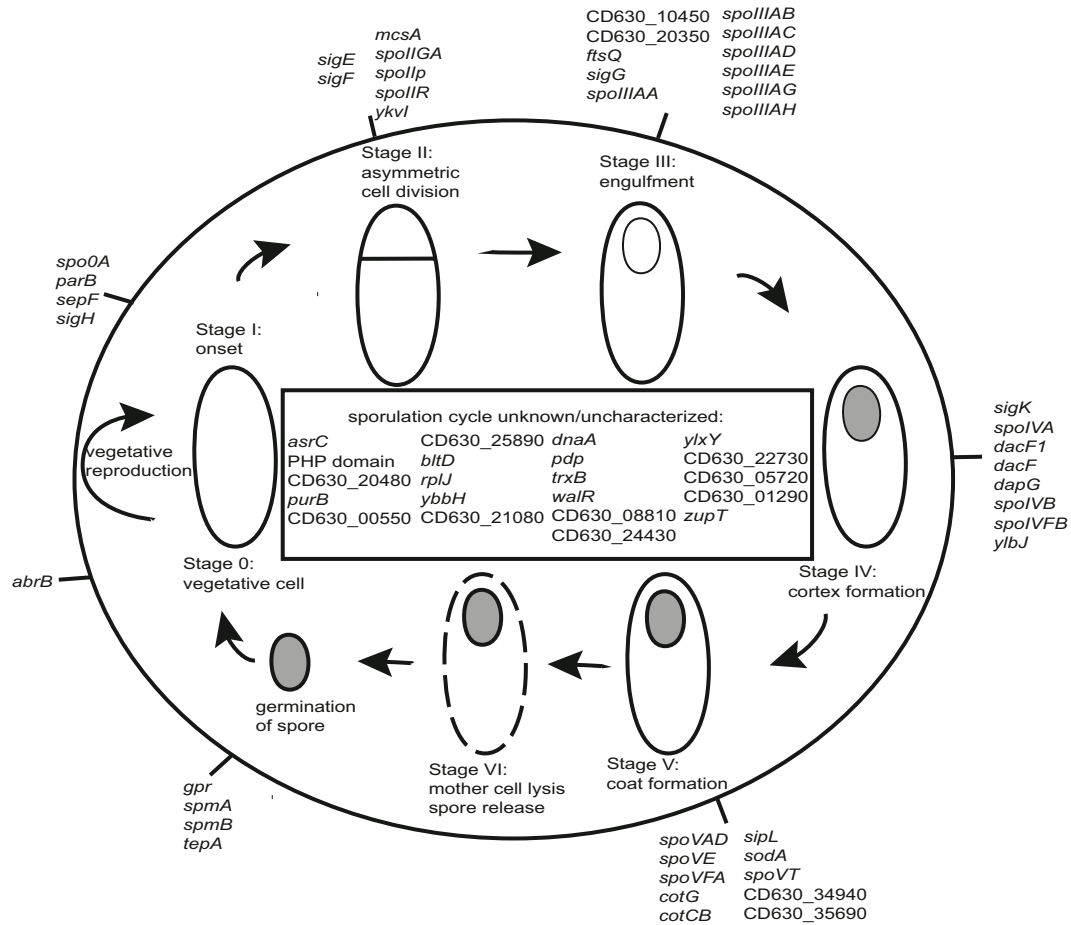 CD630_10450
CD630_20350
ftsQ
sigG
spoIIIAA
spoIIIAB
spoIIIAC
spoIIIAD
spoIIIAE
spoIIIAG
spoIIIAH
mcsA
spoIIGA
spoIIp
spoIIR
ykvI
sigE
sigF
Stage II:
asymmetric
cell division
Stage III:
engulfment
spo0A
parB
sepF
sigH
Stage I:
onset
vegetative
reproduction
sporulation cycle unknown/uncharacterized:
asrC
PHP domain
CD630_20480
purB
CD630_00550
CD630_25890
bltD
rplJ
ybbH
CD630_21080
dnaA
pdp
trxB
walR
CD630_08810
CD630_24430
ylxY
CD630_22730
CD630_05720
CD630_01290
zupT
sigK
spoIVA
dacF1
dacF
dapG
spoIVB
spoIVFB
ylbJ
Stage 0:
vegetative cell
abrB
Stage IV:
cortex formation
germination
of spore
Stage VI:
mother cell lysis
spore release
Stage V:
coat formation
gpr
spmA
spmB
tepA
spoVAD
spoVE
spoVFA
cotG
cotCB
sipL
sodA
spoVT
CD630_34940
CD630_35690